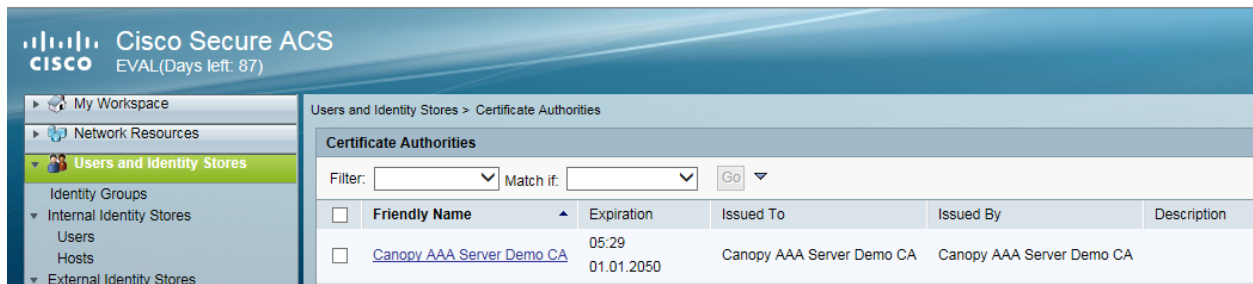 Cisco Secure ACS
CISCO EVAL(Days left: 87)
My Workspace
Network Resources
Users and Identity Stores
Identity Groups
Internal Identity Stores
Users
Hosts
External Identity Stores
Users and Identity Stores > Certificate Authorities
Certificate Authorities
Filter: Match if: Go
Friendly Name Expiration Issued To Issued By Description
Canopy AAA Server Demo CA 05:29 01.01.2050 Canopy AAA Server Demo CA Canopy AAA Server Demo CA